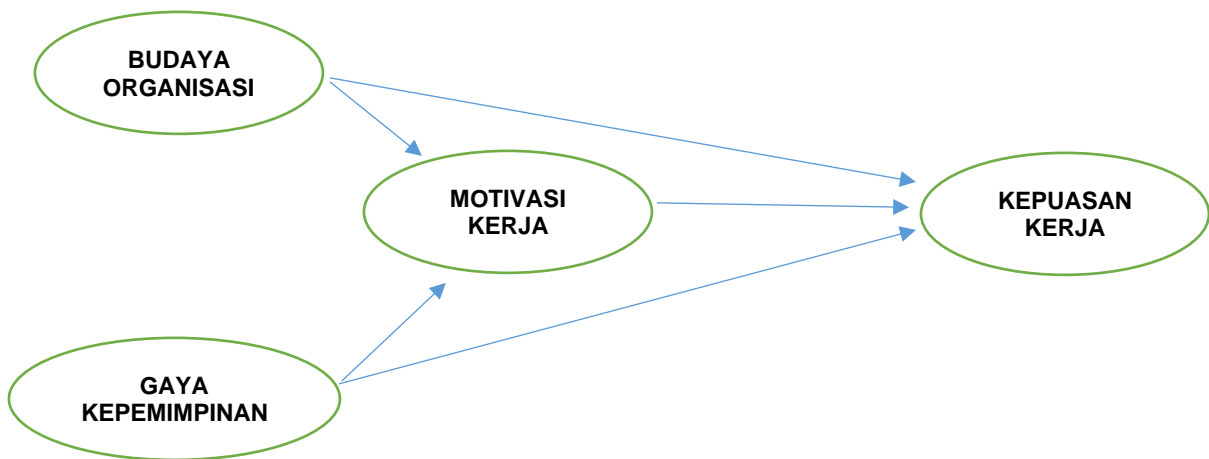 BUDAYA
ORGANISASI
MOTIVASI
KERJA
KEPUASAN
KERJA
GAYA
KEPEMIMPINAN